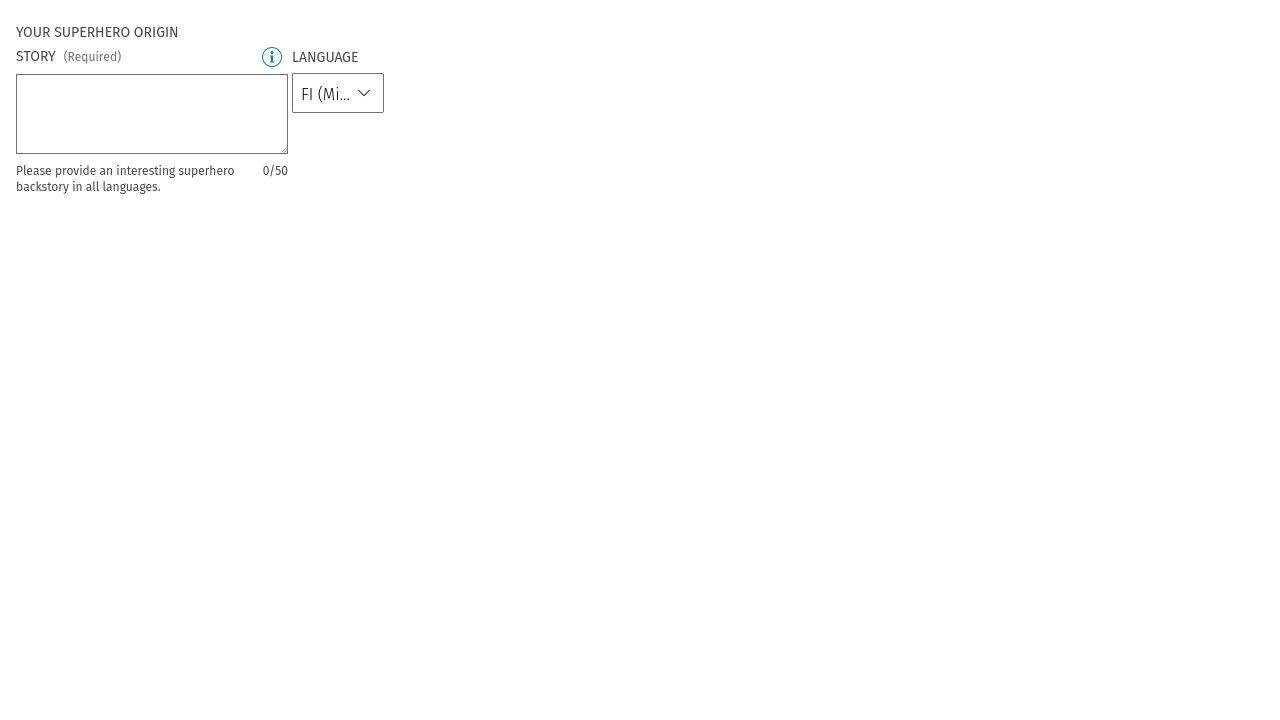 YOUR SUPERHERO ORIGIN
STORY (Required)
LANGUAGE
FI (Mi...
Please provide an interesting superhero
backstory in all languages.
0/50